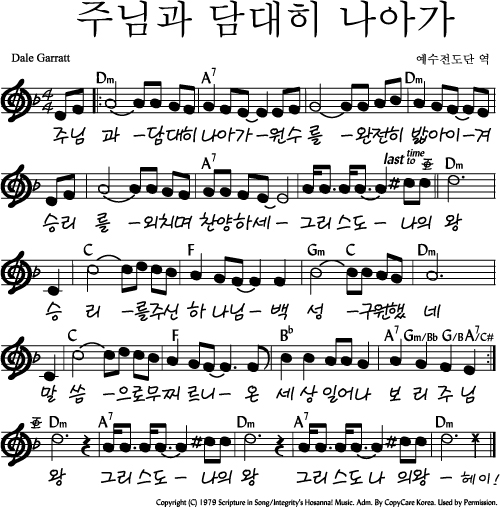 주님과 담대히 나아가
Dale Garratt 예수전도단 역
Dm A7 Gm Dm
주님 과 -담대히 나아가-원수를 -완전히 밟아이-겨
last time to
Dm A7 Dm
승리 를 -외치며 찬양하세- 그리스도- 나의 왕
C F Gm C Dm
승 리 -를주신 하나님-백 성 -구원했 네
C F Bb A7 Gm/Bb G/B A7/C#
말 씀 -으로무찌르니- 온 세상일어나 보 리 주님
Dm A7 Dm A7 Dm
왕 그리스도- 나의 왕 그리스도 나 의왕 -헤이!
Copyright (C) 1979 Scripture in Song/Integrity's Hosanna! Music. Adm. By CopyCare Korea. Used by Permission.